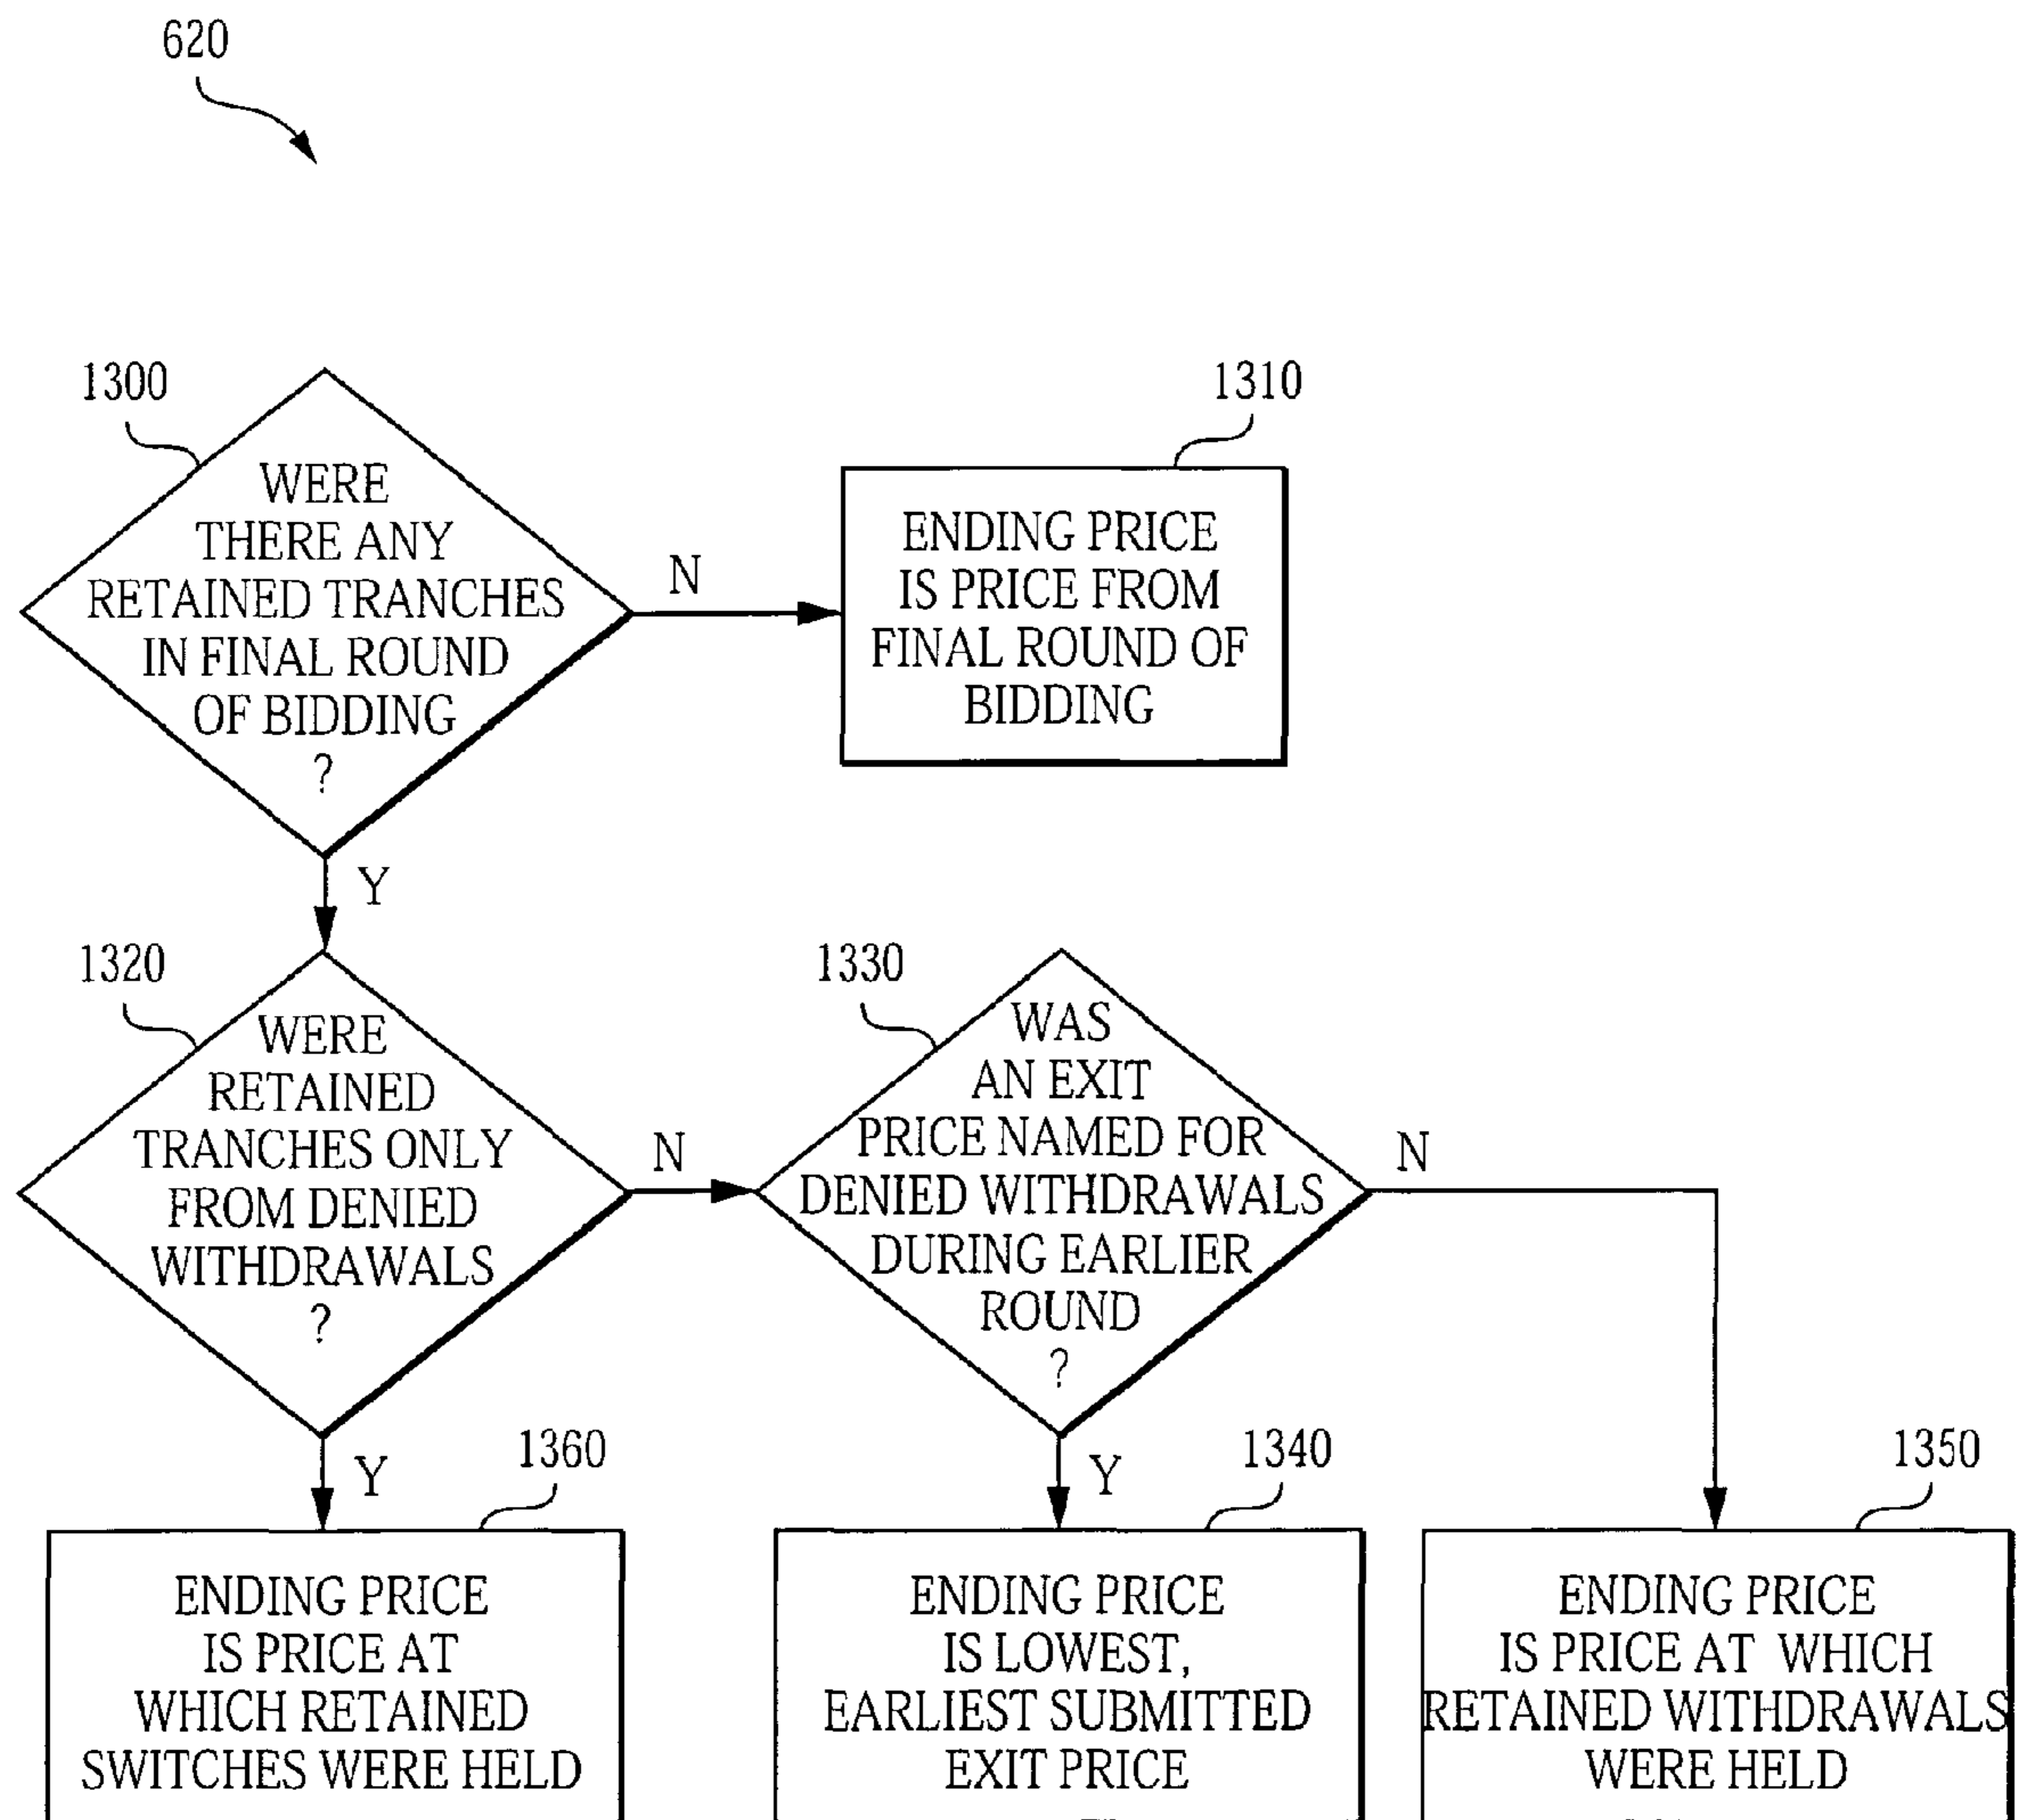 620
1300
WERE
THERE ANY
RETAINED TRANCHES
IN FINAL ROUND
OF BIDDING
?
N
1310
ENDING PRICE
IS PRICE FROM
FINAL ROUND OF
BIDDING
Y
1320
WERE
RETAINED
TRANCHES ONLY
FROM DENIED
WITHDRAWALS
?
N
1330
WAS
AN EXIT
PRICE NAMED FOR
DENIED WITHDRAWALS
DURING EARLIER
ROUND
?
N
Y
1360
ENDING PRICE
IS PRICE AT
WHICH RETAINED
SWITCHES WERE HELD
Y
1340
ENDING PRICE
IS LOWEST,
EARLIEST SUBMITTED
EXIT PRICE
1350
ENDING PRICE
IS PRICE AT WHICH
RETAINED WITHDRAWALS
WERE HELD